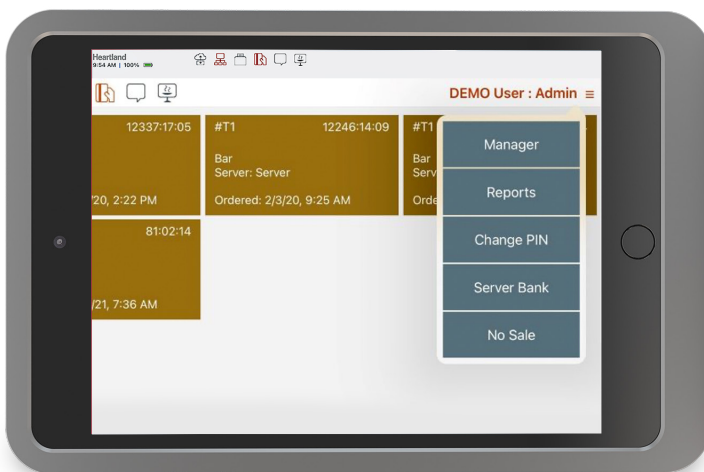 Heartland
9:54 AM | 100%
DEMO User : Admin
12337:17:05
/20, 2:22 PM
#T1 12246:14:09
Bar
Server: Server
Ordered: 2/3/20, 9:25 AM
#T1
Bar
Serv
Orde
81:02:14
/21, 7:36 AM
Manager
Reports
Change PIN
Server Bank
No Sale